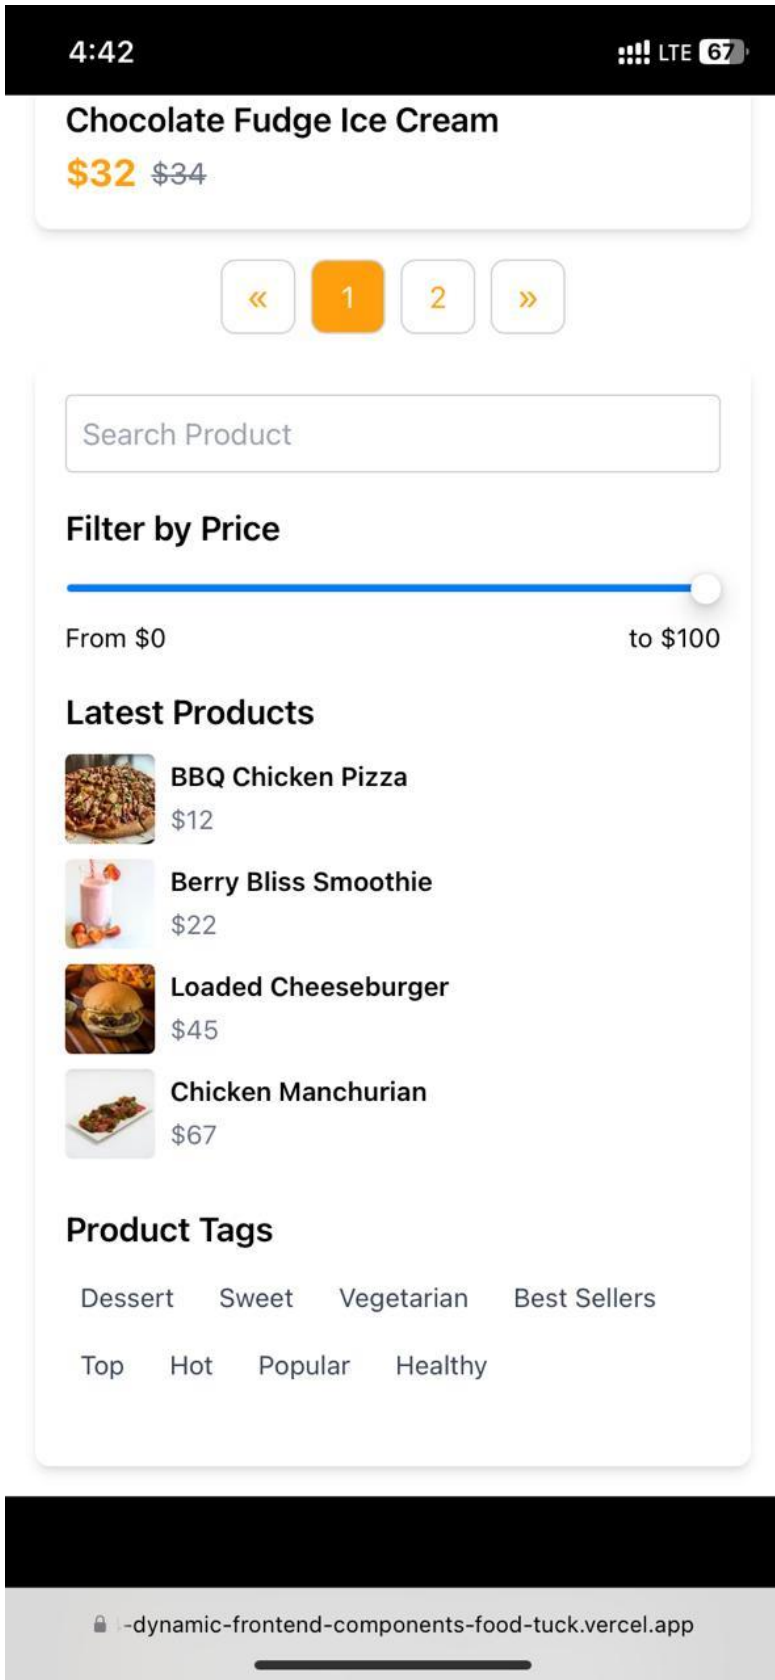 4:42 LTE 67
Chocolate Fudge Ice Cream
$32 $34
« 1 2 »
Search Product
Filter by Price
From $0 to $100
Latest Products
BBQ Chicken Pizza
$12
Berry Bliss Smoothie
$22
Loaded Cheeseburger
$45
Chicken Manchurian
$67
Product Tags
Dessert Sweet Vegetarian Best Sellers
Top Hot Popular Healthy
-dynamic-frontend-components-food-tuck.vercel.app